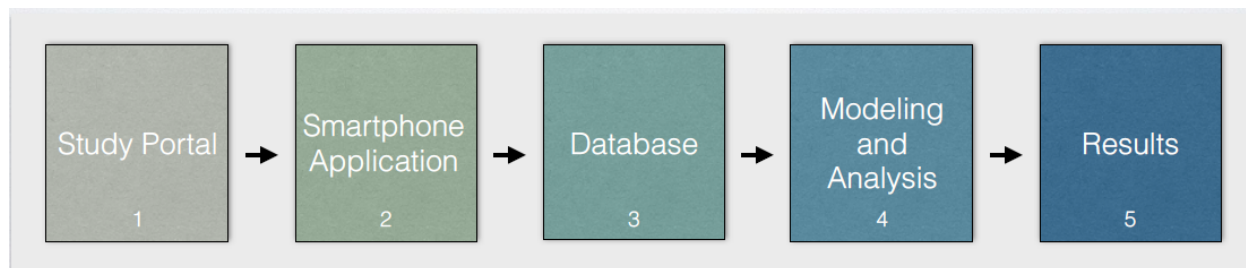 Study Portal
1
Smartphone
Application
2
Database
3
Modeling
and
Analysis
4
Results
5